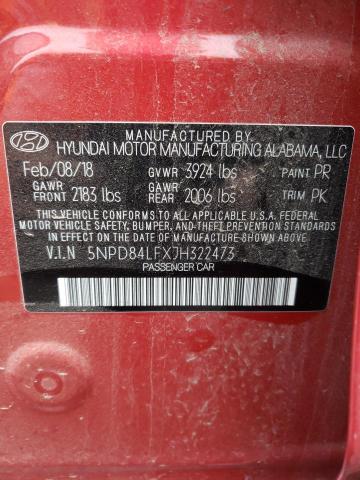 MANUFACTURED BY
HYUNDAI MOTOR MANUFACTURING ALABAMA, LLC
Feb/08/18 GVWR 3924 lbs PAINT PR
GAWR FRONT 2183 lbs GAWR REAR 2006 lbs TRIM PK
THIS VEHICLE CONFORMS TO ALL APPLICABLE U.S. FEDERAL
MOTOR VEHICLE SAFETY, BUMPER, AND THEFT PREVENTION
STANDARDS IN EFFECT ON THE DATE OF MANUFACTURE SHOWN ABOVE.
V.I.N 5NPD84LFXJH322473
PASSENGER CAR